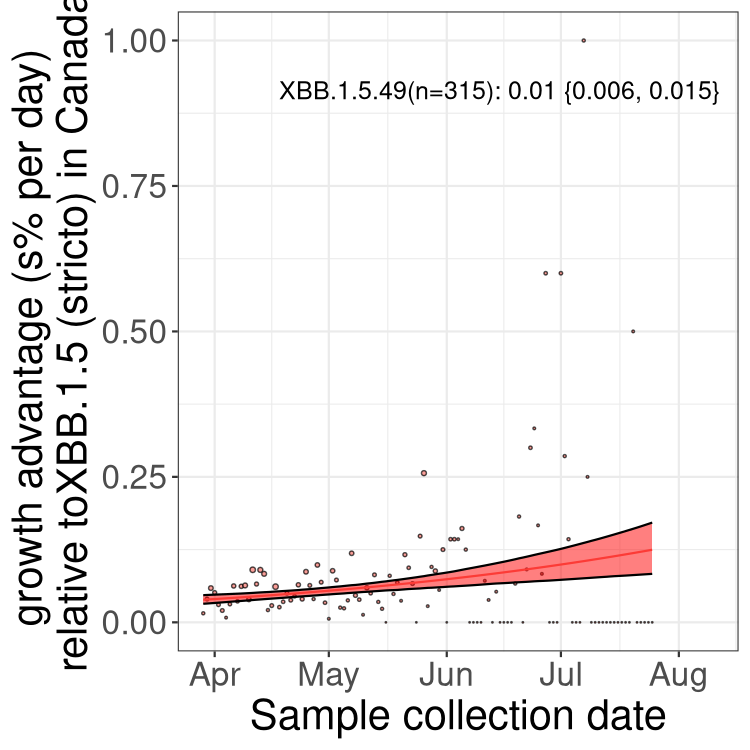 growth advantage (s% per day)
relative toXBB.1.5 (stricto) in Canada
1.00
0.75
0.50
0.25
0.00
XBB.1.5.49(n=315): 0.01 {0.006, 0.015}
Apr May Jun Jul Aug
Sample collection date